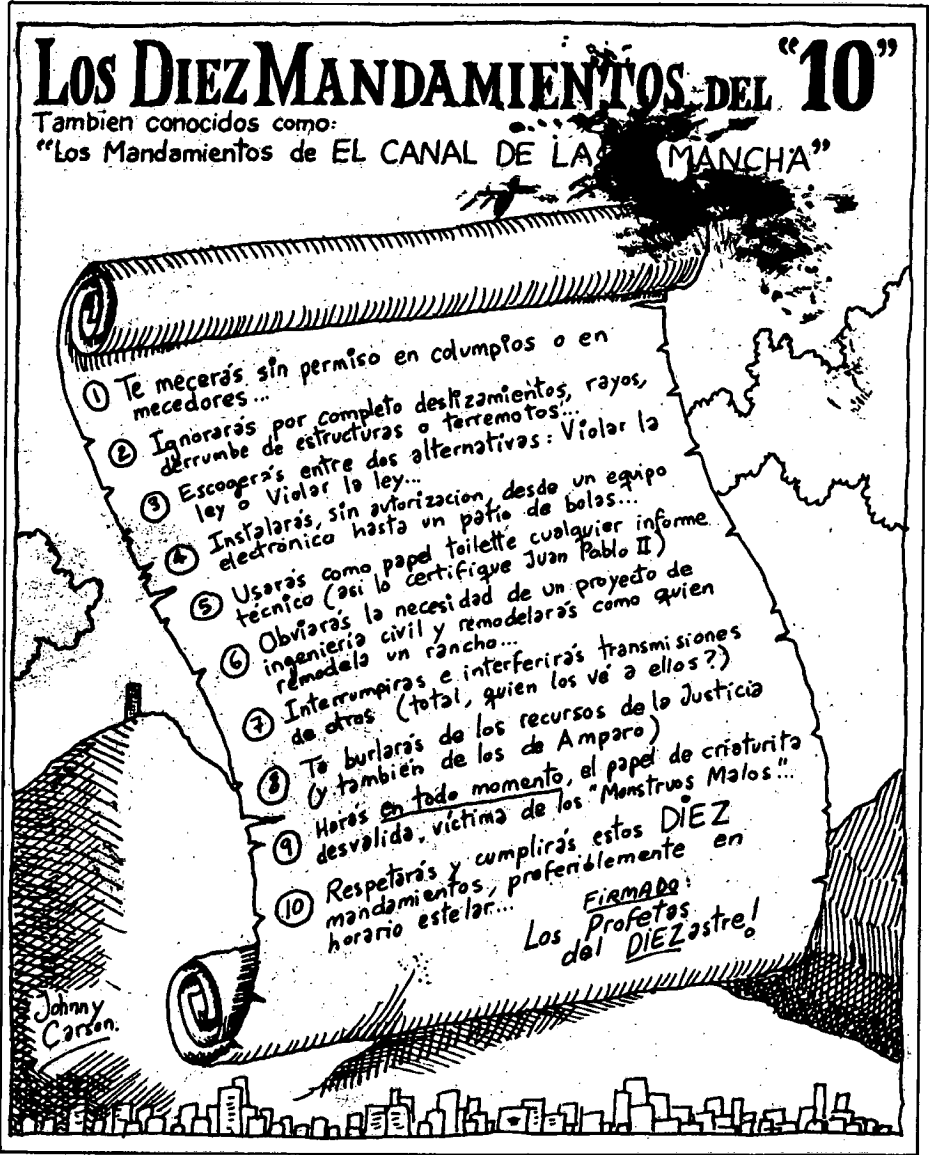 LOS DIEZ MANDAMIENTOS DEL "10"
Tambien conocidos como:
"Los Mandamientos de EL CANAL DE LA MANCHA"
① Te mecerás sin permiso en columpios o en
mecedores...
② Ignorarás por completo deslizamientos, rayos,
derrumbe de estructuras o terremotos...
③ Escogerás entre dos alternativas: Violar la
ley o Violar la ley...
④ Instalarás, sin autorizacion, desde un equipo
electrónico hasta un patio de bolas...
⑤ Usarás como papel toilette cualquier informe
técnico (asi lo certifique Juan Pablo II)
⑥ Obviarás la necesidad de un proyecto de
ingeniería civil y remodelarás como quien
remodela un rancho...
⑦ Interrumpiras e interferirás transmisiones
de otros (total, quien los vé a ellos?)
⑧ Te burlarás de los recursos de la Justicia
(y también de los de Amparo)
⑨ Harás en todo momento, el papel de criaturita
desvalida, víctima de los "Monstruos Malos"...
⑩ Respetarás y cumplirás estos DIEZ
mandamientos, preferiblemente en
horario estelar...
FIRMADO:
Los Profetas
del DIEZastre!
Johnny
Carson.